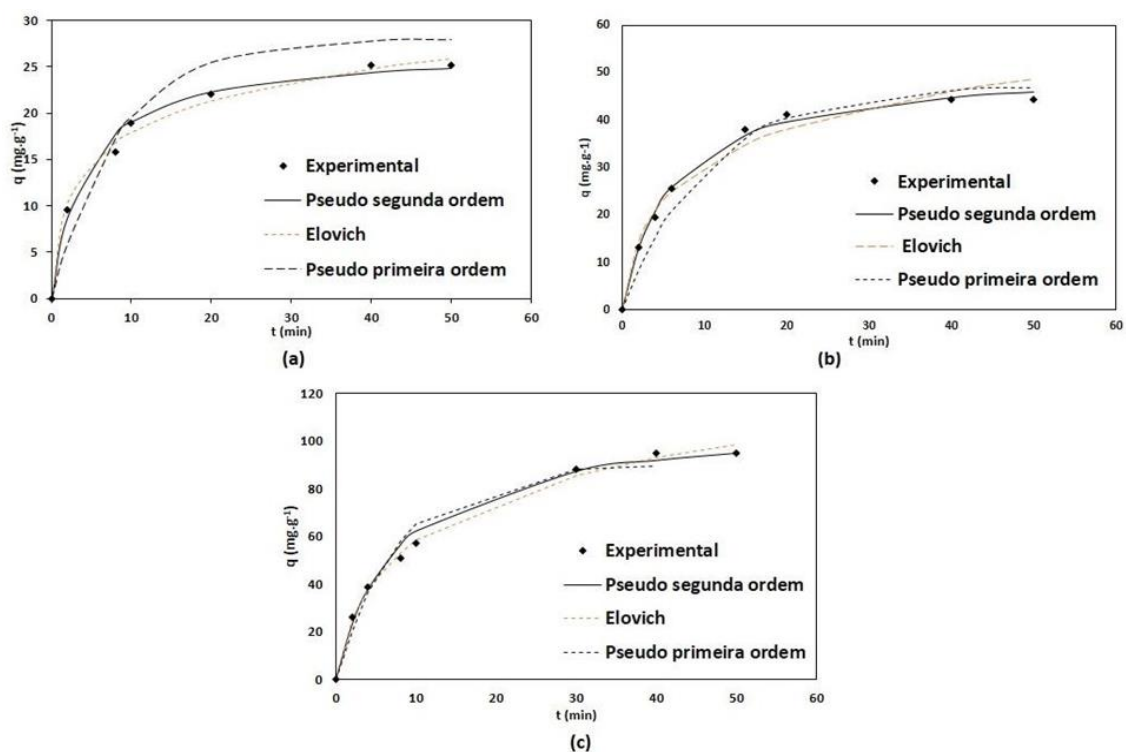 30
25
20
15
10
5
0
q (mg.g⁻¹)
0 10 20 30 40 50 60
t (min)
Experimental
Pseudo segunda ordem
Elovich
Pseudo primeira ordem
(a)
60
50
40
30
20
10
0
q (mg.g-1)
0 10 20 30 40 50 60
t (min)
Experimental
Pseudo segunda ordem
Elovich
Pseudo primeira ordem
(b)
120
100
80
60
40
20
0
q (mg.g⁻¹)
0 10 20 30 40 50 60
t (min)
Experimental
Pseudo segunda ordem
Elovich
Pseudo primeira ordem
(c)